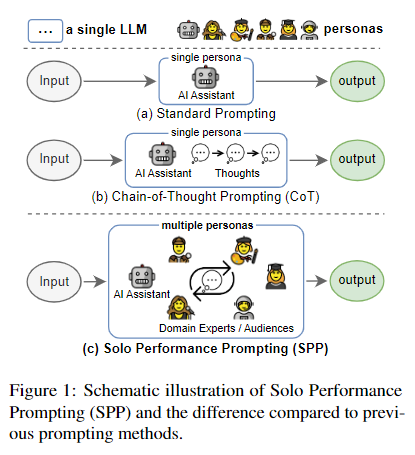 ... a single LLM
personas
single persona
Input
AI Assistant
output
(a) Standard Prompting
single persona
Input
AI Assistant
Thoughts
output
(b) Chain-of-Thought Prompting (CoT)
multiple personas
Input
AI Assistant
output
Domain Experts / Audiences
(c) Solo Performance Prompting (SPP)
Figure 1: Schematic illustration of Solo Performance
Prompting (SPP) and the difference compared to previ-
ous prompting methods.